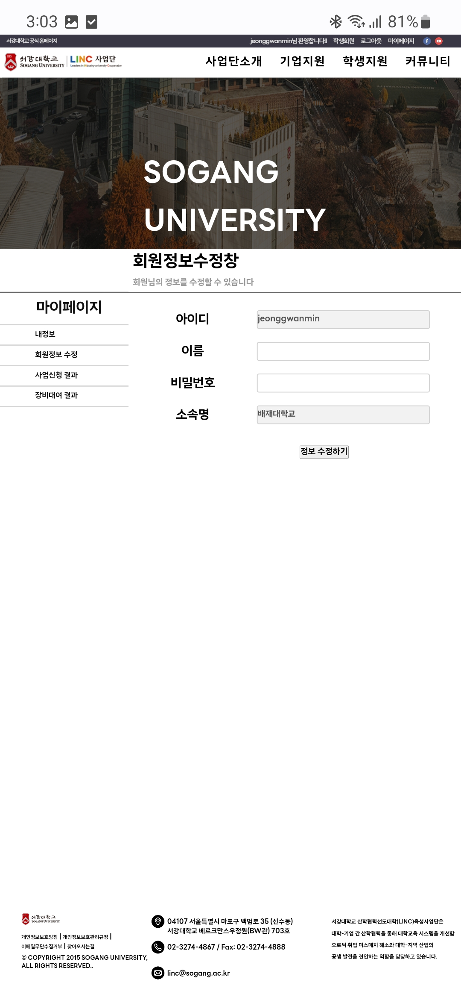 3:03
81%
서강대학교 공식 홈페이지
jeonggwanmin님 환영합니다!! 학생회원 로그아웃 마이페이지
IHS 서강대학교 LINC 사업단
SOGANG UNIVERSITY Leaders in INdustry-university Cooperation
사업단소개 기업지원 학생지원 커뮤니티
SOGANG UNIVERSITY
SOGANG
UNIVERSITY
회원정보수정창
회원님의 정보를 수정할 수 있습니다
마이페이지
내정보
회원정보 수정
사업신청 결과
장비대여 결과
아이디 jeonggwanmin
이름
비밀번호
소속명 배재대학교
정보 수정하기
서강대학교
SOGANG UNIVERSITY
개인정보보호방침 | 개인정보보호관리규정 |
이메일무단수집거부 | 찾아오시는길
© COPYRIGHT 2015 SOGANG UNIVERSITY,
ALL RIGHTS RESERVED..
04107 서울특별시 마포구 백범로 35 (신수동)
서강대학교 베르크만스우정원(BW관) 703호
02-3274-4867 / Fax: 02-3274-4888
linc@sogang.ac.kr
서강대학교 산학협력선도대학(LINC)육성사업단은
대학-기업 간 산학협력을 통해 대학교육 시스템을 개선함
으로써 취업 미스매치 해소와 대학-지역 산업의
공생 발전을 견인하는 역할을 담당하고 있습니다.